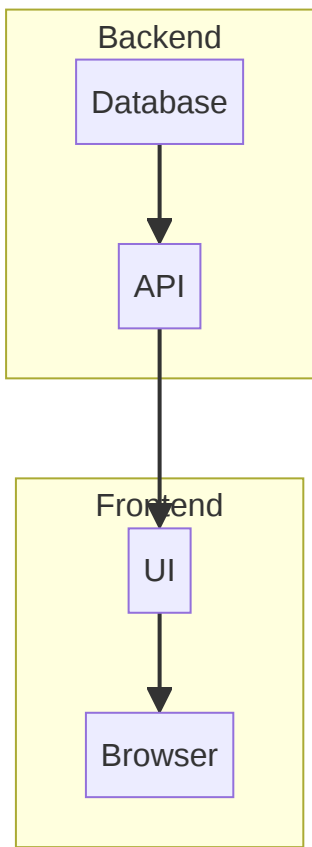 Backend
Database
API
Frontend
UI
Browser